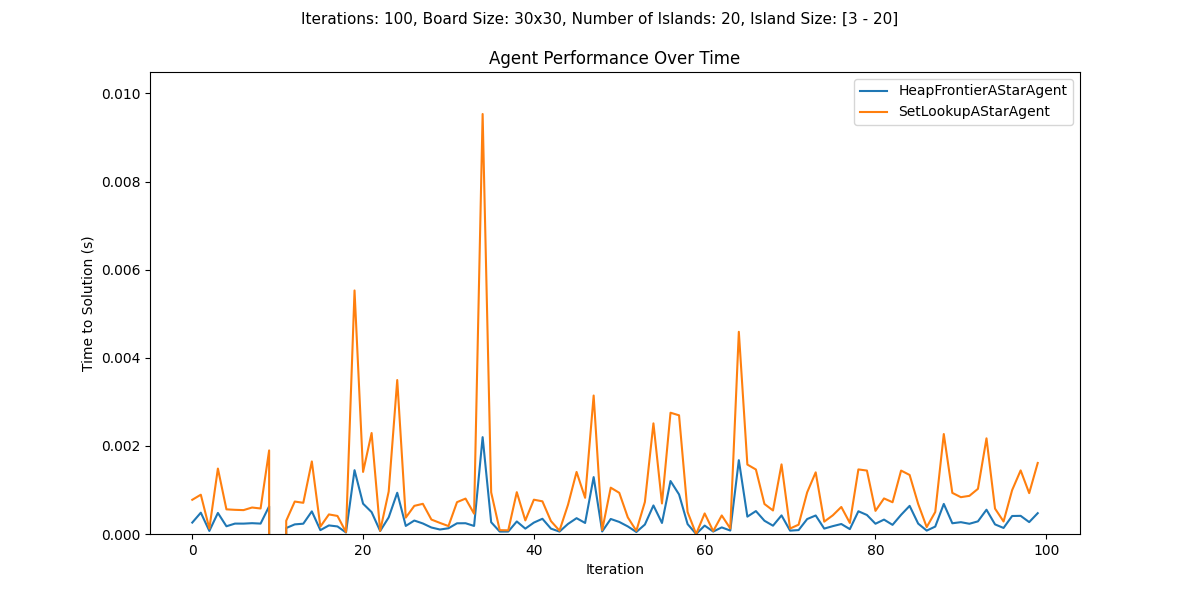 Iterations: 100, Board Size: 30x30, Number of Islands: 20, Island Size: [3 - 20]
Agent Performance Over Time
HeapFrontierAStarAgent
SetLookupAStarAgent
Time to Solution (s)
0.010
0.008
0.006
0.004
0.002
0.000
0 20 40 60 80 100
Iteration